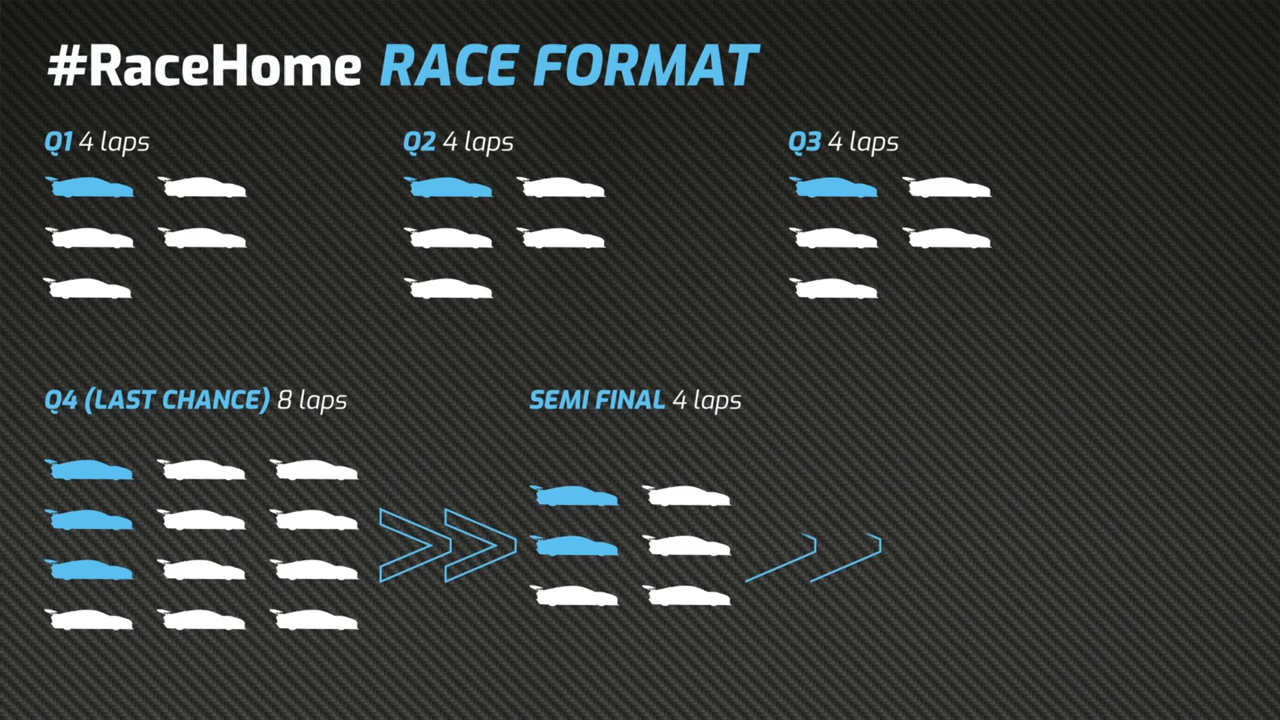 #RaceHome RACE FORMAT
Q1 4 laps
Q2 4 laps
Q3 4 laps
Q4 (LAST CHANCE) 8 laps
SEMI FINAL 4 laps